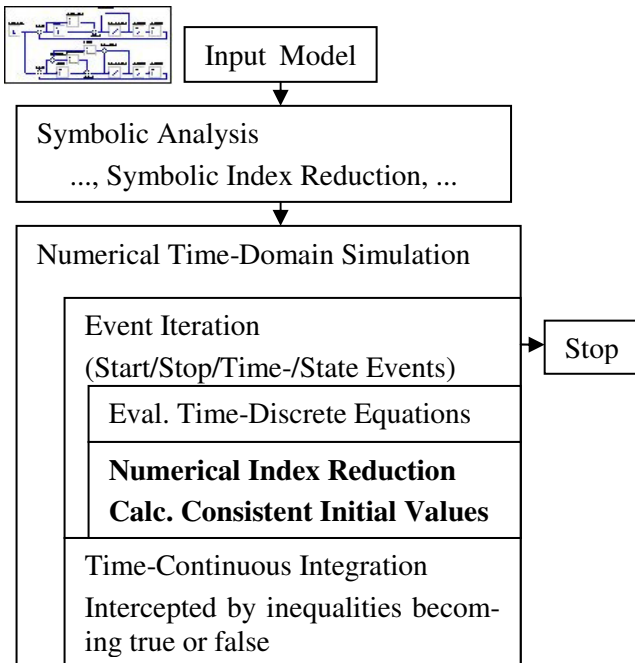 Input Model
Symbolic Analysis
..., Symbolic Index Reduction, ...
Numerical Time-Domain Simulation
Event Iteration
(Start/Stop/Time-/State Events)
Stop
Eval. Time-Discrete Equations
Numerical Index Reduction
Calc. Consistent Initial Values
Time-Continuous Integration
Intercepted by inequalities becom-
ing true or false